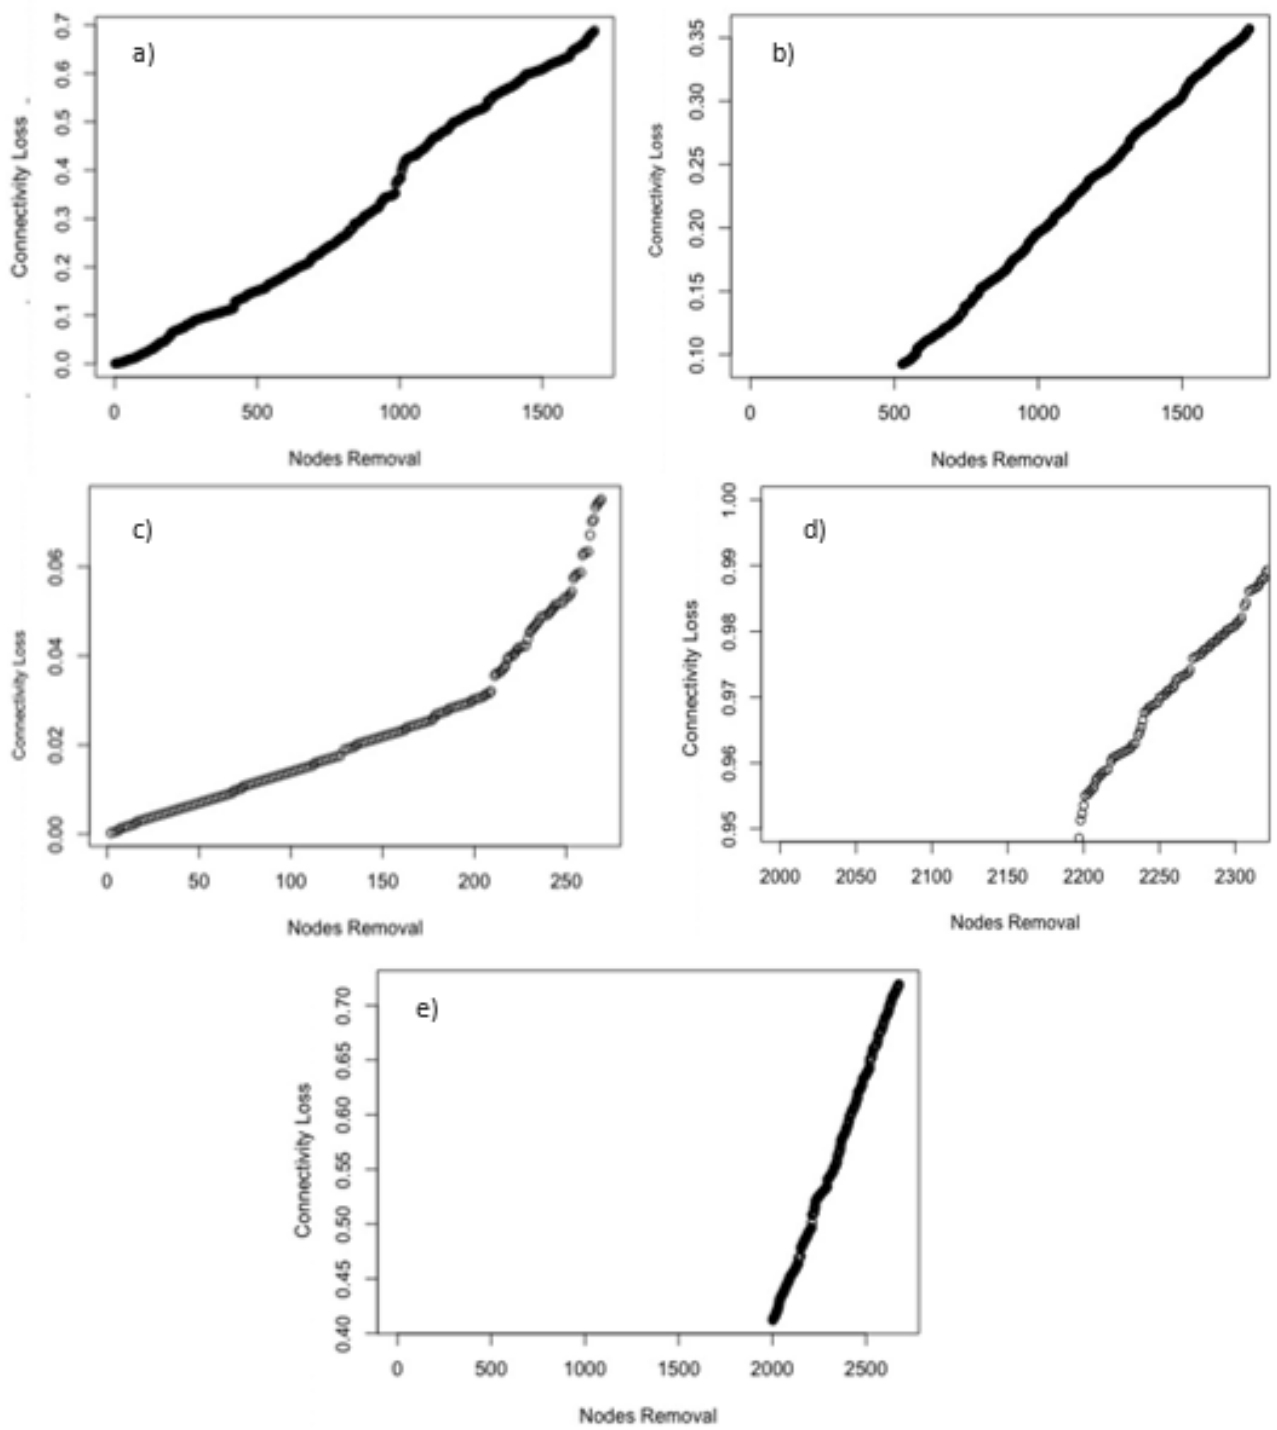 a)
Connectivity Loss
0.0 0.1 0.2 0.3 0.4 0.5 0.6 0.7
0 500 1000 1500
Nodes Removal
b)
Connectivity Loss
0.10 0.15 0.20 0.25 0.30 0.35
0 500 1000 1500
Nodes Removal
c)
Connectivity Loss
0.00 0.02 0.04 0.06
0 50 100 150 200 250
Nodes Removal
d)
Connectivity Loss
0.95 0.96 0.97 0.98 0.99 1.00
2000 2050 2100 2150 2200 2250 2300
Nodes Removal
e)
Connectivity Loss
0.40 0.45 0.50 0.55 0.60 0.65 0.70
0 500 1000 1500 2000 2500
Nodes Removal